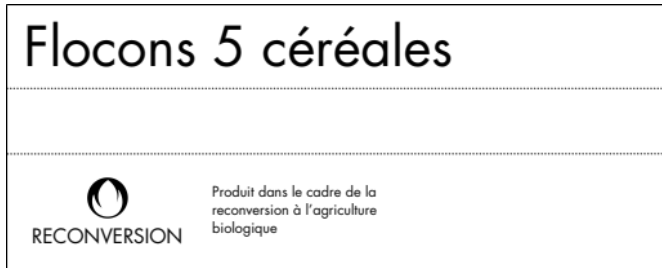 Flocons 5 céréales
RECONVERSION
Produit dans le cadre de la
reconversion à l'agriculture
biologique